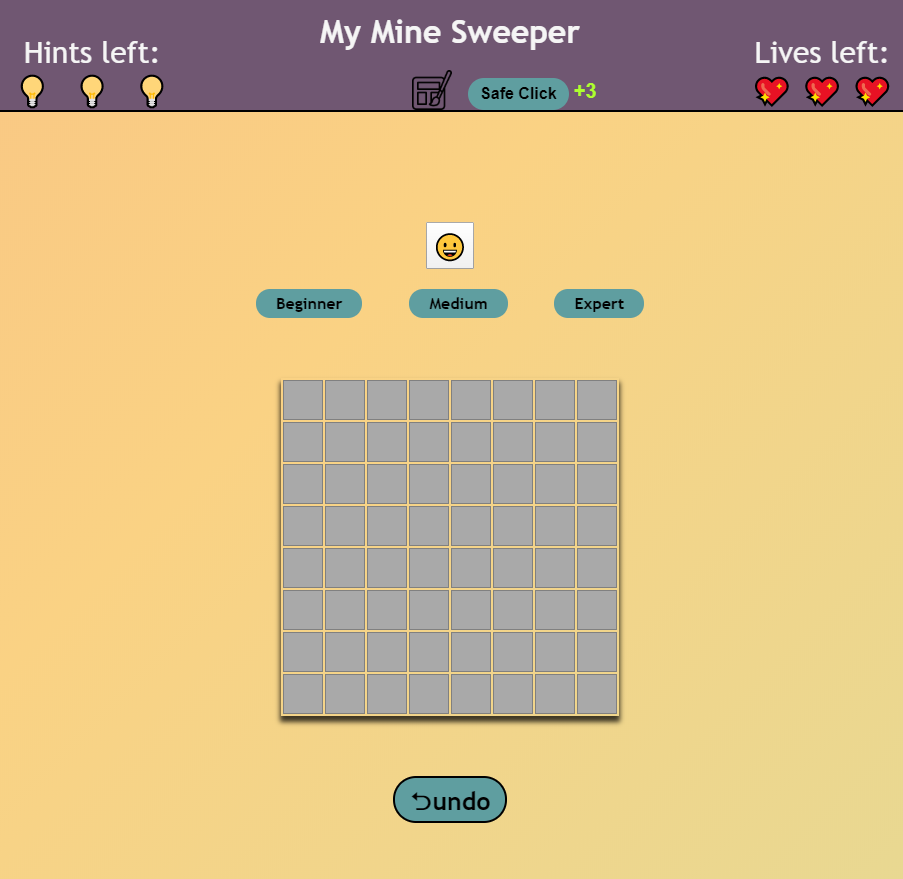 My Mine Sweeper
Hints left:
Lives left:
Safe Click +3
Beginner
Medium
Expert
undo